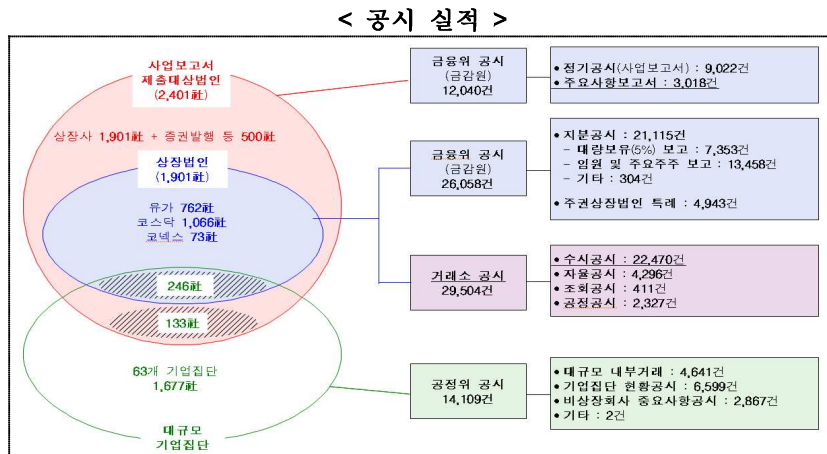 < 공시 실적 >
사업보고서
제출대상법인
(2,401社)
상장사 1,901社 + 증권발행 등 500社
상장법인
(1,901社)
유가 762社
코스닥 1,066社
코넥스 73社
246社
133社
63개 기업집단
1,677社
대규모
기업집단
금융위 공시
(금감원)
12,040건
• 정기공시(사업보고서) : 9,022건
• 주요사항보고서 : 3,018건
금융위 공시
(금감원)
26,058건
• 지분공시 : 21,115건
- 대량보유(5%) 보고 : 7,353건
- 임원 및 주요주주 보고 : 13,458건
- 기타 : 304건
• 주권상장법인 특례 : 4,943건
거래소 공시
29,504건
• 수시공시 : 22,470건
• 자율공시 : 4,296건
• 조회공시 : 411건
• 공정공시 : 2,327건
공정위 공시
14,109건
• 대규모 내부거래 : 4,641건
• 기업집단 현황공시 : 6,599건
• 비상장회사 중요사항공시 : 2,867건
• 기타 : 2건